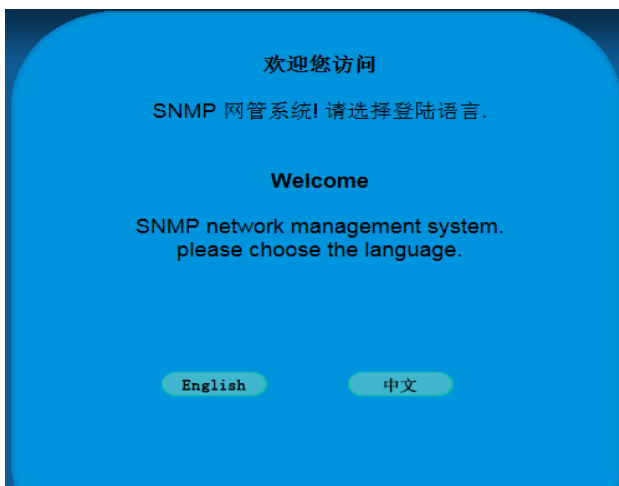 欢迎您访问
SNMP 网管系统! 请选择登陆语言.
Welcome
SNMP network management system.
please choose the language.
English
中文